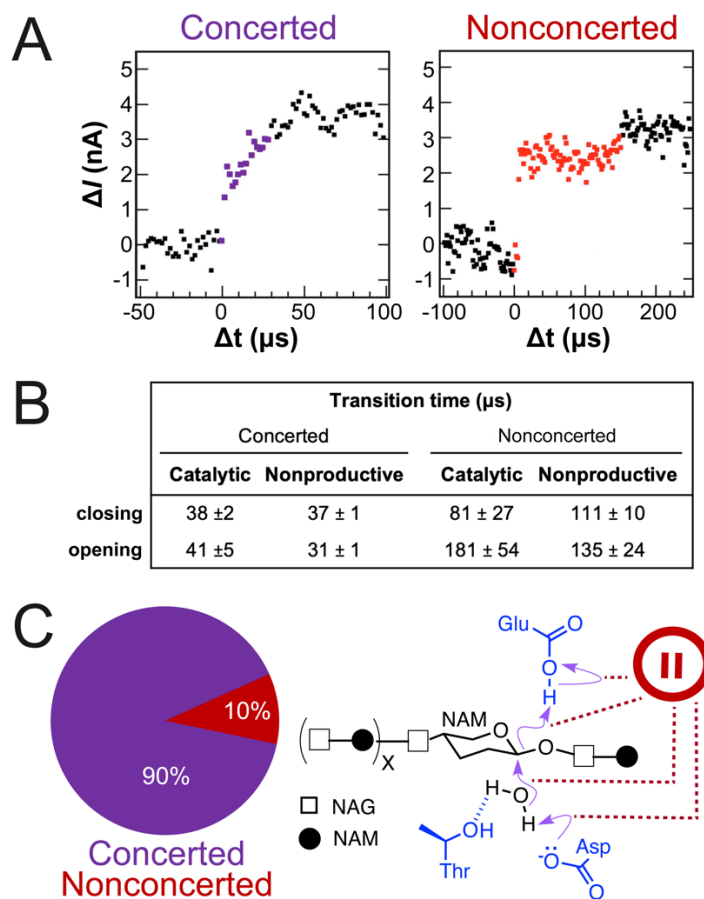 A
Concerted
Nonconcerted
ΔI (nA)
5
4
3
2
1
0
-1
-50
0
50
100
Δt (µs)
5
4
3
2
1
0
-1
-100
0
100
200
Δt (µs)
B
Transition time (µs)
Concerted Nonconcerted
Catalytic Nonproductive Catalytic Nonproductive
closing 38 ±2 37 ± 1 81 ± 27 111 ± 10
opening 41 ±5 31 ± 1 181 ± 54 135 ± 24
C
10%
90%
Concerted
Nonconcerted
Glu
O
O
H
II
NAM
O
O
X
H
O
H
NAG
NAM
OH
Thr
-O
Asp
O